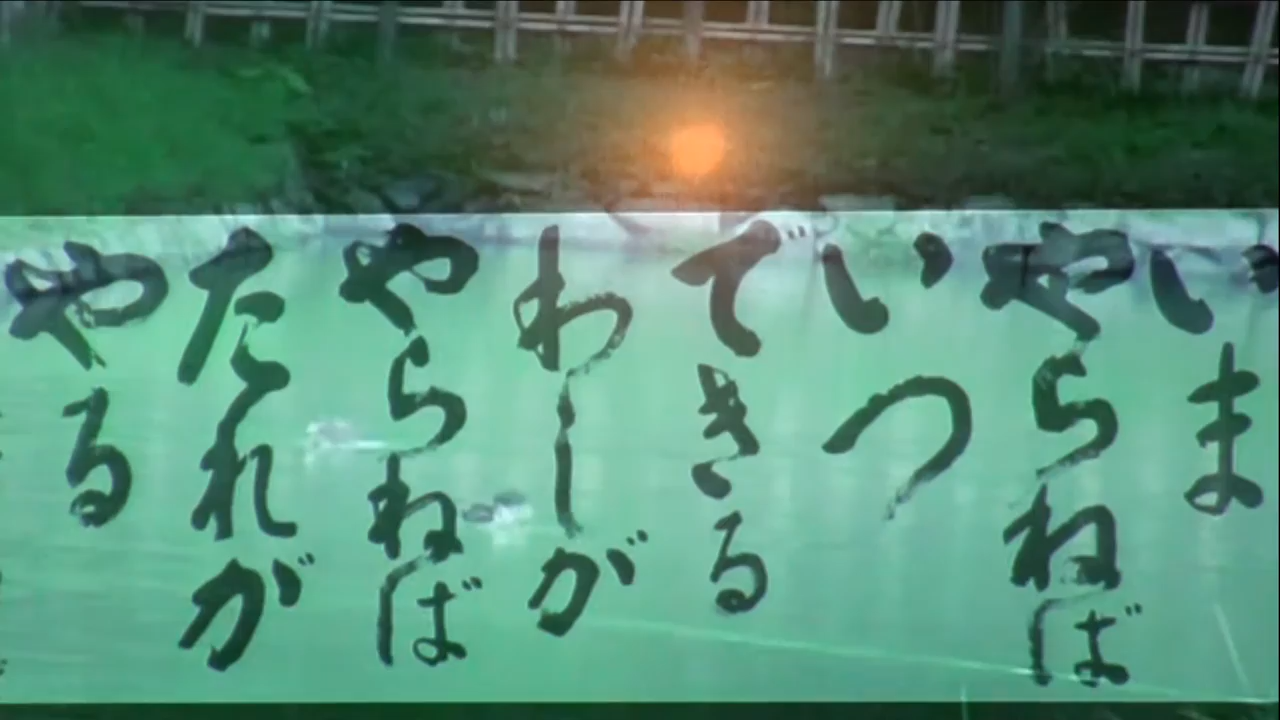 いま
やらねば
いつ
できる
わしが
やらねば
たれが
やる